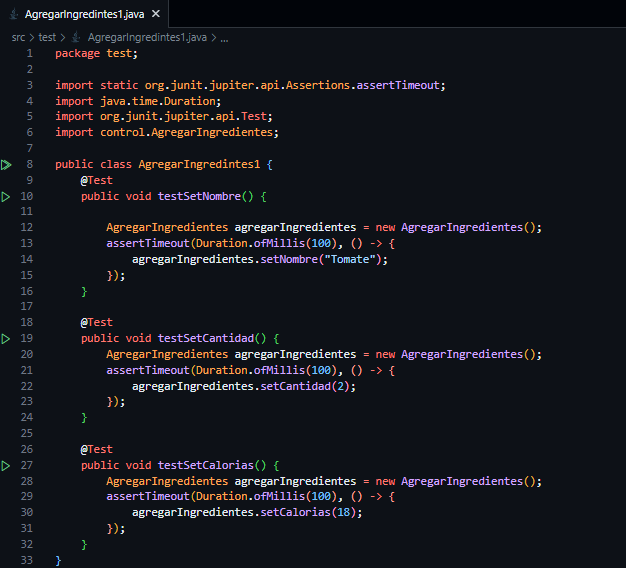 AgregarIngredintes1.java ×
src > test > AgregarIngredintes1.java > ...
1 package test;
2
3 import static org.junit.jupiter.api.Assertions.assertTimeout;
4 import java.time.Duration;
5 import org.junit.jupiter.api.Test;
6 import control.AgregarIngredientes;
7
8 public class AgregarIngredintes1 {
9 @Test
10 public void testSetNombre() {
11
12 AgregarIngredientes agregarIngredientes = new AgregarIngredientes();
13 assertTimeout(Duration.ofMillis(100), () -> {
14 agregarIngredientes.setNombre("Tomate");
15 });
16 }
17
18 @Test
19 public void testSetCantidad() {
20 AgregarIngredientes agregarIngredientes = new AgregarIngredientes();
21 assertTimeout(Duration.ofMillis(100), () -> {
22 agregarIngredientes.setCantidad(2);
23 });
24 }
25
26 @Test
27 public void testSetCalorias() {
28 AgregarIngredientes agregarIngredientes = new AgregarIngredientes();
29 assertTimeout(Duration.ofMillis(100), () -> {
30 agregarIngredientes.setCalorias(18);
31 });
32 }
33 }